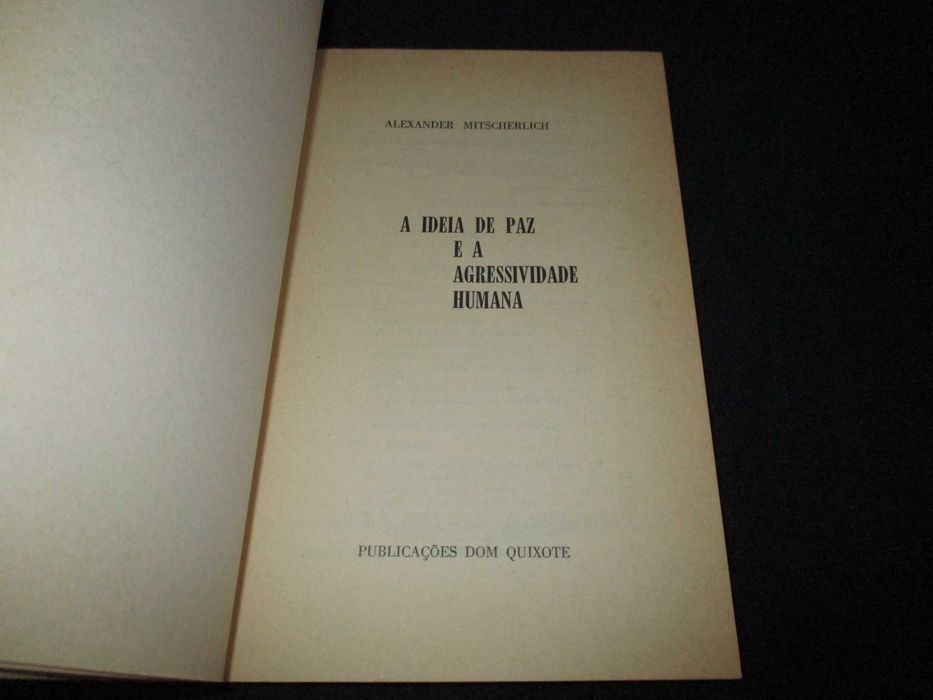 ALEXANDER MITSCHERLICH
A IDEIA DE PAZ
E A
AGRESSIVIDADE
HUMANA
PUBLICAÇÕES DOM QUIXOTE